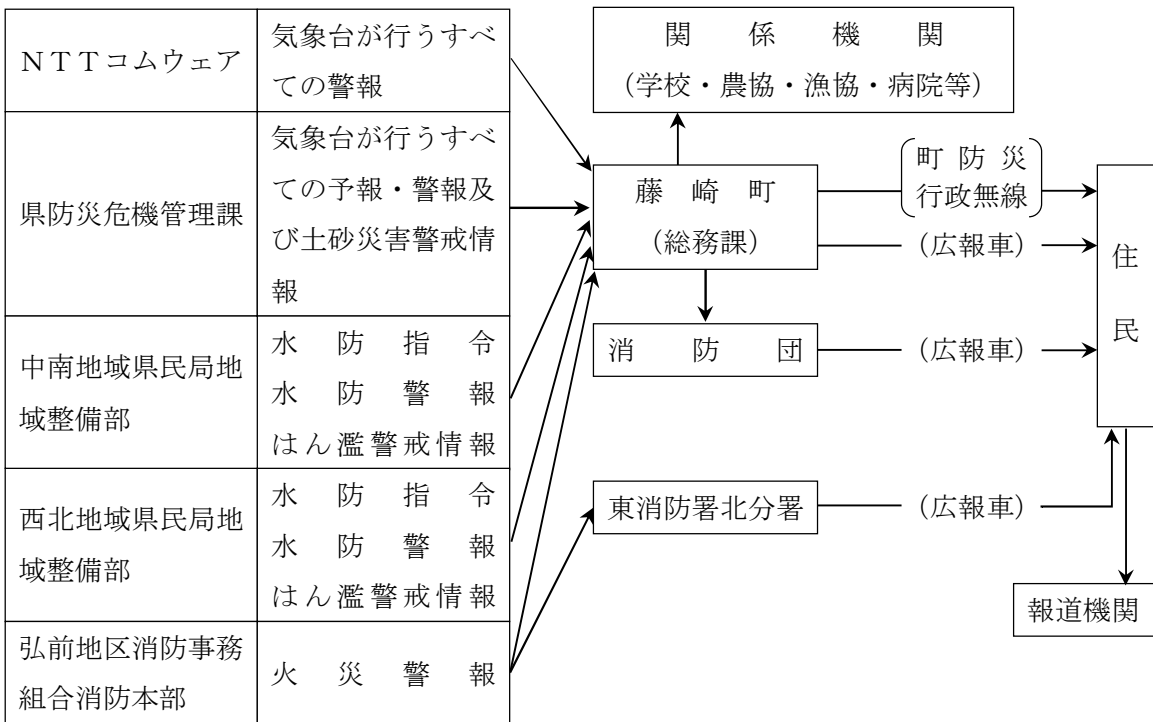 ＮＴＴコムウェア
気象台が行うすべ
ての警報
県防災危機管理課
気象台が行うすべ
ての予報・警報及
び土砂災害警戒情
報
中南地域県民局地
域整備部
水防指令
水防警報
はん濫警戒情報
西北地域県民局地
域整備部
水防指令
水防警報
はん濫警戒情報
弘前地区消防事務
組合消防本部
火災警報
関係機関
（学校・農協・漁協・病院等）
藤崎町
（総務課）
町防災
行政無線
（広報車）
消防団
（広報車）
東消防署北分署
（広報車）
住
民
報道機関